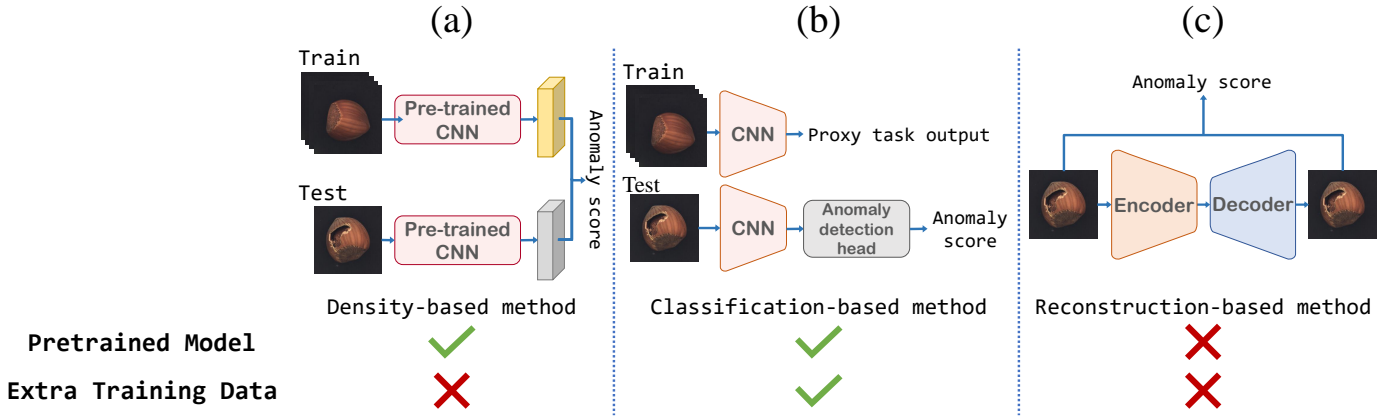 (a)
Train
Pre-trained
CNN
Anomaly score
Test
Pre-trained
CNN
Density-based method
(b)
Train
CNN
Proxy task output
Test
CNN
Anomaly
detection
head
Anomaly
score
Classification-based method
(c)
Anomaly score
Encoder
Decoder
Reconstruction-based method
Pretrained Model
Extra Training Data